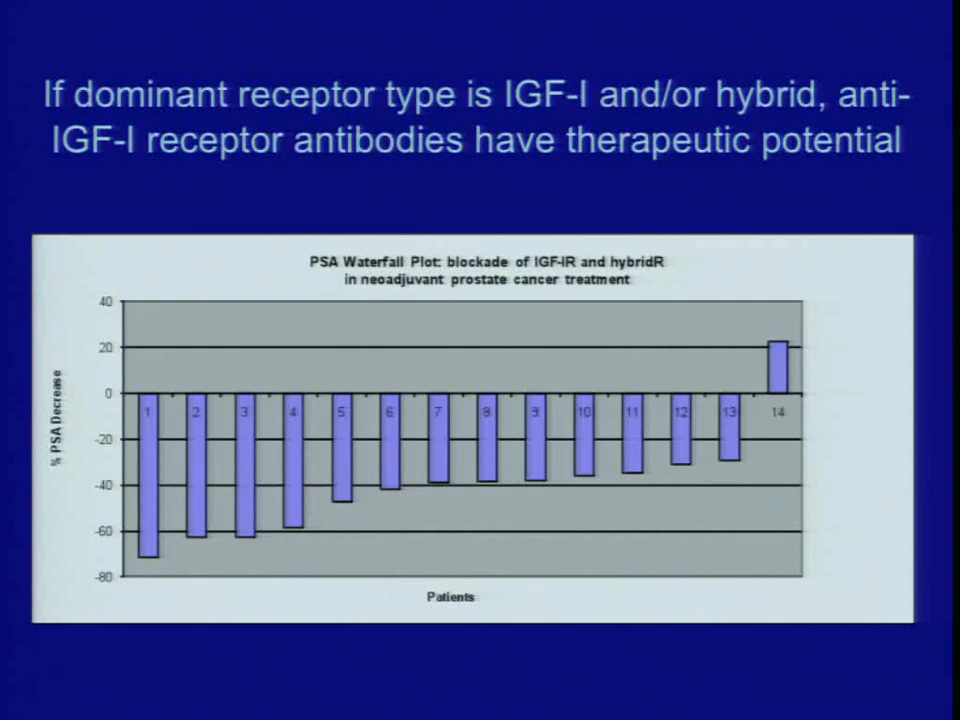 If dominant receptor type is IGF-I and/or hybrid, anti-
IGF-I receptor antibodies have therapeutic potential
PSA Waterfall Plot: blockade of IGF-IR and hybridR
in neoadjuvant prostate cancer treatment
40
20
0
-20
-40
-60
-80
% PSA Decrease
1 2 3 4 5 6 7 8 9 10 11 12 13 14
Patients